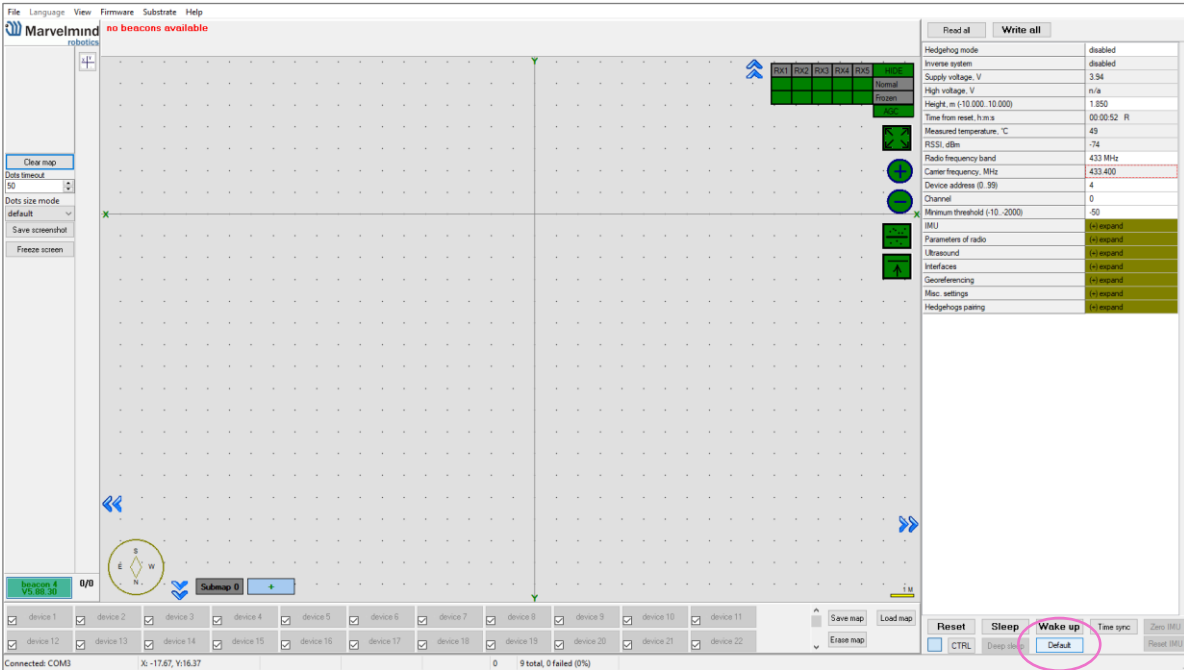 File Language View Firmware Substrate Help
Marvelmind
robotics
no beacons available
Read all Write all
Hedgehog mode disabled
Inverse system disabled
Supply voltage, V 3.94
High voltage, V n/a
Height, m (-10.000..10.000) 1.850
Time from reset, h:m:s 00:00:52 R
Measured temperature, °C 49
RSSI, dBm -74
Radio frequency band 433 MHz
Carrier frequency, MHz 433.400
Device address (0..99) 4
Channel 0
Minimum threshold (-10..-2000) -50
IMU (+) expand
Parameters of radio (+) expand
Ultrasound (+) expand
Interfaces (+) expand
Georeferencing (+) expand
Misc. settings (+) expand
Hedgehogs pairing (+) expand
Y
RX1 RX2 RX3 RX4 RX5 HIDE
Normal
Frozen
AGC
Clear map
Dots timeout
50
Dots size mode
default
Save screenshot
Freeze screen
X X
S
E W
N
beacon 4
V5.88.30
0/0
Submap 0 +
Y
1 M
device 1 device 2 device 3 device 4 device 5 device 6 device 7 device 8 device 9 device 10 device 11
device 12 device 13 device 14 device 15 device 16 device 17 device 18 device 19 device 20 device 21 device 22
Save map Load map
Erase map
Reset Sleep Wake up Time sync Zero IMU
CTRL Deep sleep Default Reset IMU
Connected: COM3 X: -17.67, Y:16.37 0 9 total, 0 failed (0%)